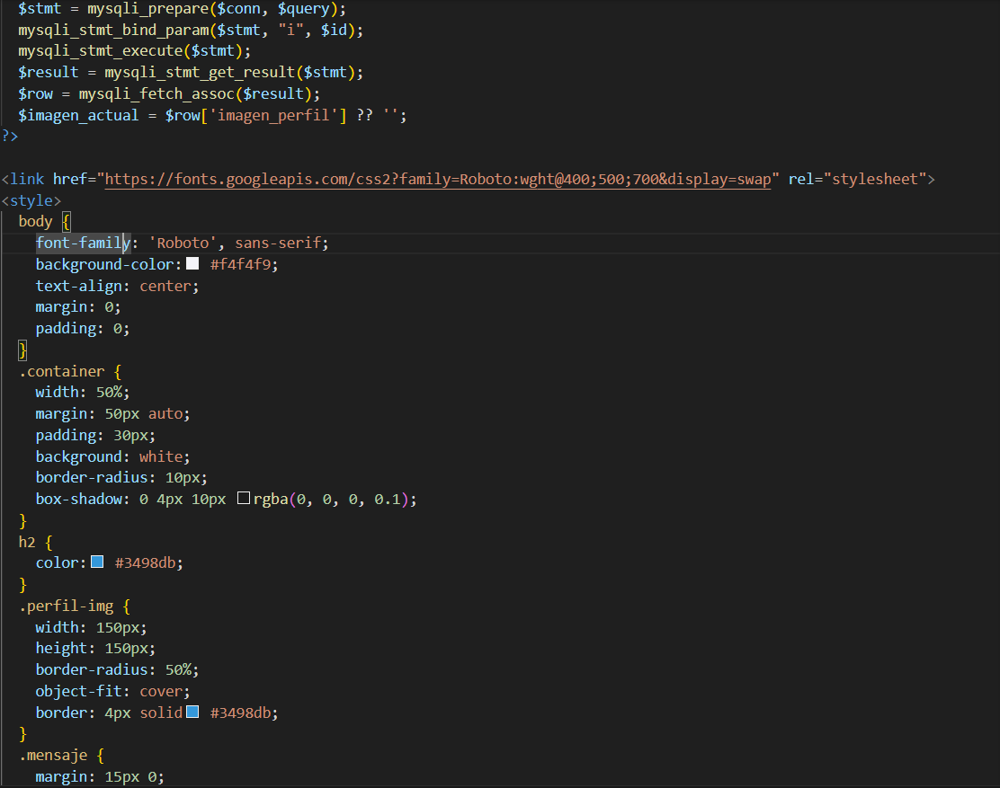 $stmt = mysqli_prepare($conn, $query);
mysqli_stmt_bind_param($stmt, "i", $id);
mysqli_stmt_execute($stmt);
$result = mysqli_stmt_get_result($stmt);
$row = mysqli_fetch_assoc($result);
$imagen_actual = $row['imagen_perfil'] ?? '';
?>

<link href="https://fonts.googleapis.com/css2?family=Roboto:wght@400;500;700&display=swap" rel="stylesheet">
<style>
body {
font-family: 'Roboto', sans-serif;
background-color: #f4f4f9;
text-align: center;
margin: 0;
padding: 0;
}
.container {
width: 50%;
margin: 50px auto;
padding: 30px;
background: white;
border-radius: 10px;
box-shadow: 0 4px 10px rgba(0, 0, 0, 0.1);
}
h2 {
color: #3498db;
}
.perfil-img {
width: 150px;
height: 150px;
border-radius: 50%;
object-fit: cover;
border: 4px solid #3498db;
}
.mensaje {
margin: 15px 0;